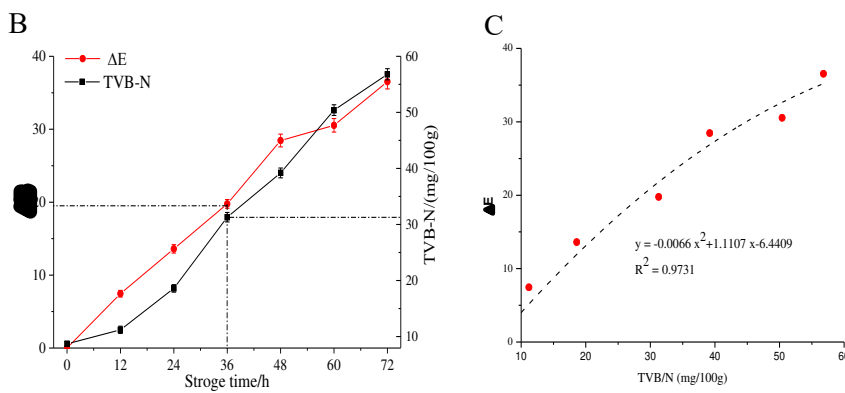 B
ΔE
TVB-N
40
30
20
10
0
60
50
40
30
20
10
TVB-N/(mg/100g)
0 12 24 36 48 60 72
Stroge time/h
C
40
30
20
10
0
E
y = -0.0066 x²+1.1107 x-6.4409
R² = 0.9731
10 20 30 40 50 60
TVB/N (mg/100g)